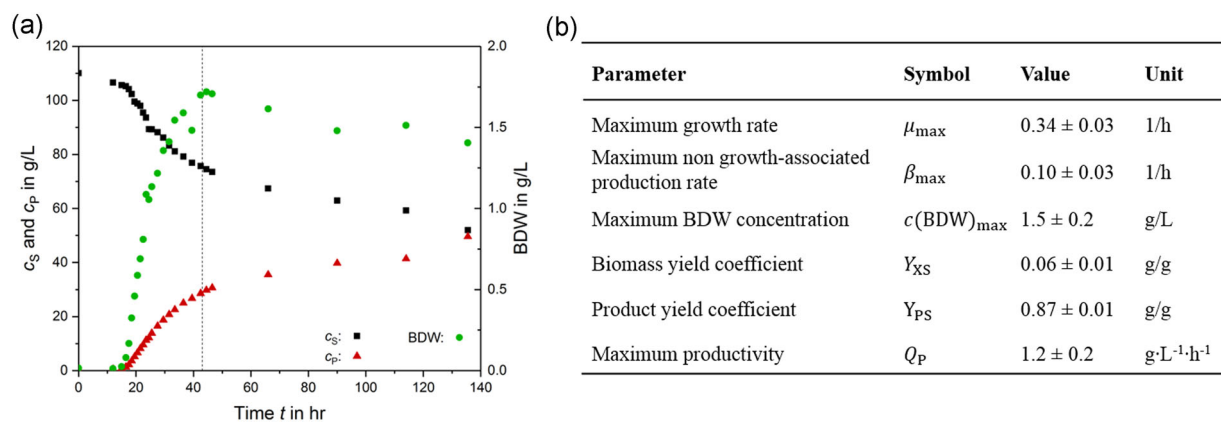 (a)
(b)
120
100
80
60
40
20
0
cS and cP in g/L
2.0
1.5
1.0
0.5
0.0
BDW in g/L
cS:
BDW:
cP:
0 20 40 60 80 100 120 140
Time t in hr
Parameter Symbol Value Unit
Maximum growth rate μmax 0.34 ± 0.03 1/h
Maximum non growth-associated
production rate βmax 0.10 ± 0.03 1/h
Maximum BDW concentration c(BDW)max 1.5 ± 0.2 g/L
Biomass yield coefficient YXS 0.06 ± 0.01 g/g
Product yield coefficient YPS 0.87 ± 0.01 g/g
Maximum productivity QP 1.2 ± 0.2 g·L⁻¹·h⁻¹